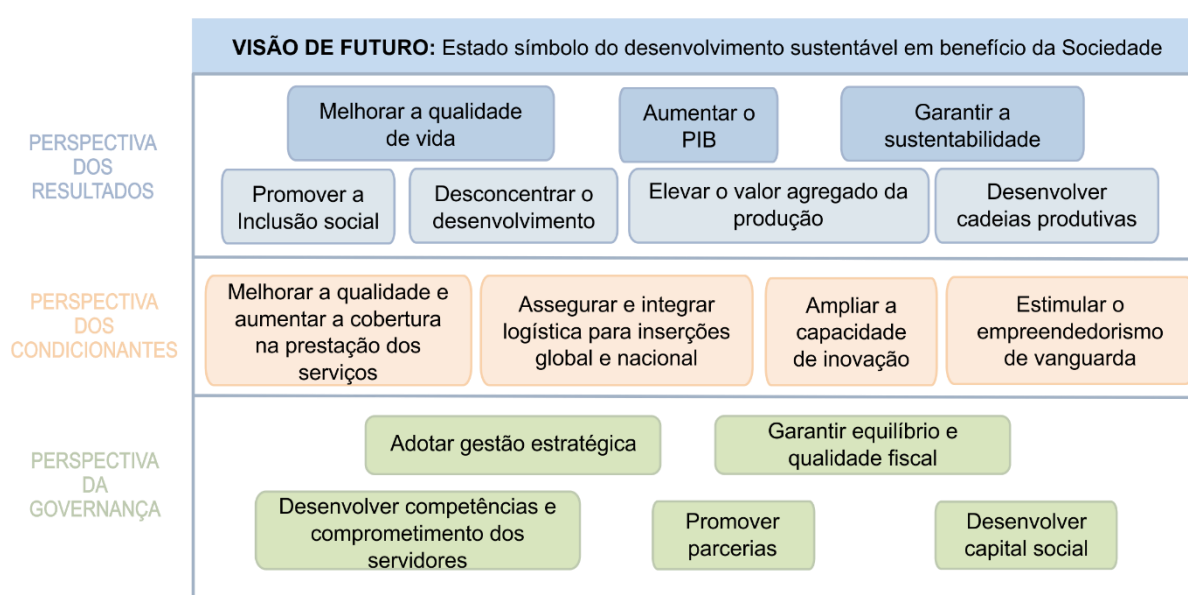 VISÃO DE FUTURO: Estado símbolo do desenvolvimento sustentável em benefício da Sociedade
PERSPECTIVA
DOS
RESULTADOS
Melhorar a qualidade
de vida
Aumentar o
PIB
Garantir a
sustentabilidade
Promover a
Inclusão social
Desconcentrar o
desenvolvimento
Elevar o valor agregado da
produção
Desenvolver
cadeias produtivas
PERSPECTIVA
DOS
CONDICIONANTES
Melhorar a qualidade e
aumentar a cobertura
na prestação dos
serviços
Assegurar e integrar
logística para inserções
global e nacional
Ampliar a
capacidade
de inovação
Estimular o
empreendedorismo
de vanguarda
PERSPECTIVA
DA
GOVERNANÇA
Adotar gestão estratégica
Garantir equilíbrio e
qualidade fiscal
Desenvolver competências e
comprometimento dos
servidores
Promover
parcerias
Desenvolver
capital social